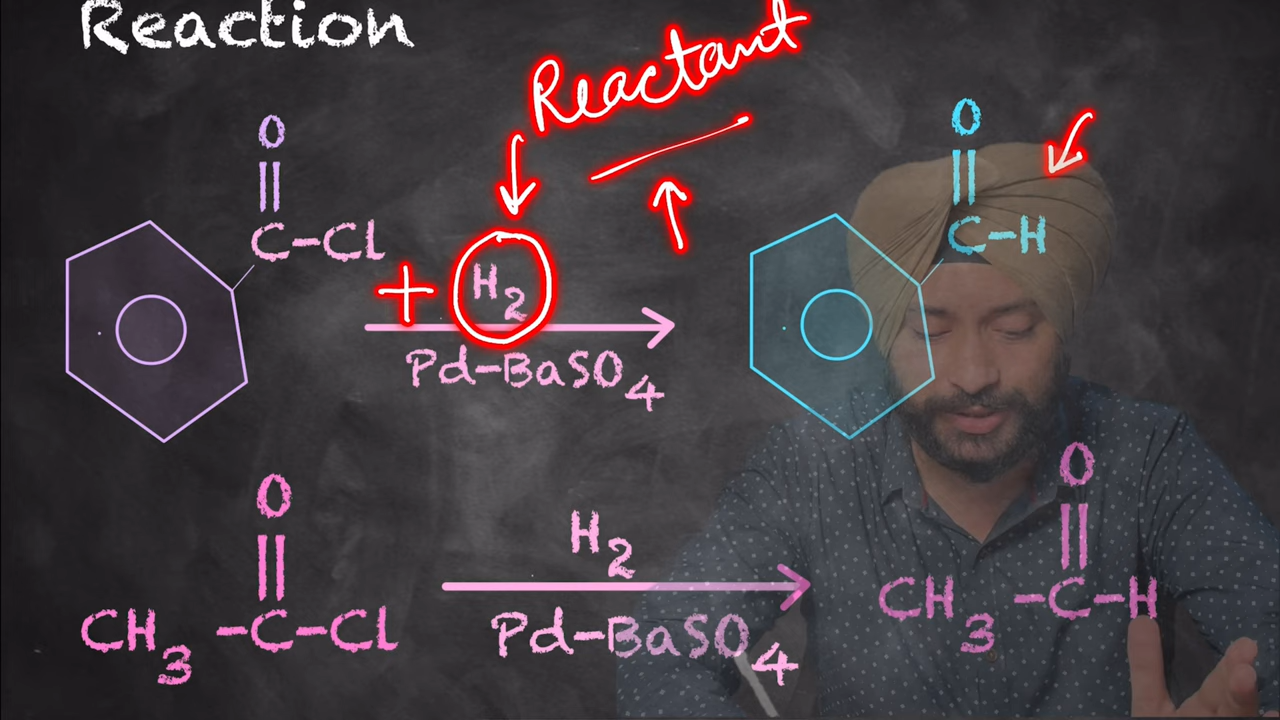 Reaction
Reactant
O
||
C-Cl
+ H2
Pd-BaSO4
O
||
C-H
O
||
CH3-C-Cl
H2
Pd-BaSO4
O
||
CH3-C-H